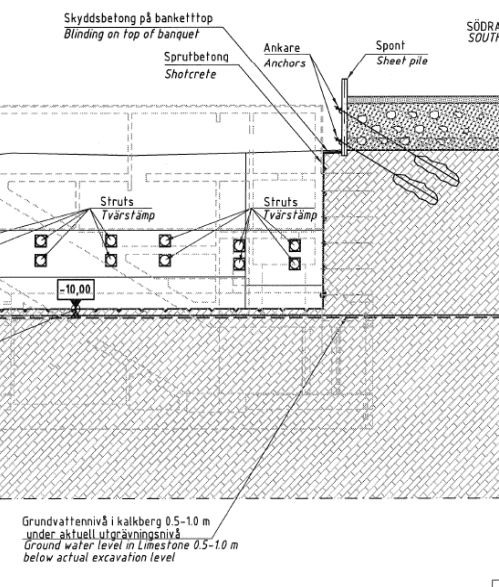 Skyddsbetong på banketttop
Blinding on top of banquet
Sprutbetong
Shotcrete
Ankare
Anchors
Spont
Sheet pile
SÖDRA
SOUTH
Struts
Tvärstämp
Struts
Tvärstämp
-10,00
Grundvattennivå i kalkberg 0.5-1.0 m
under aktuell utgrävningsnivå
Ground water level in Limestone 0.5-1.0 m
below actual excavation level